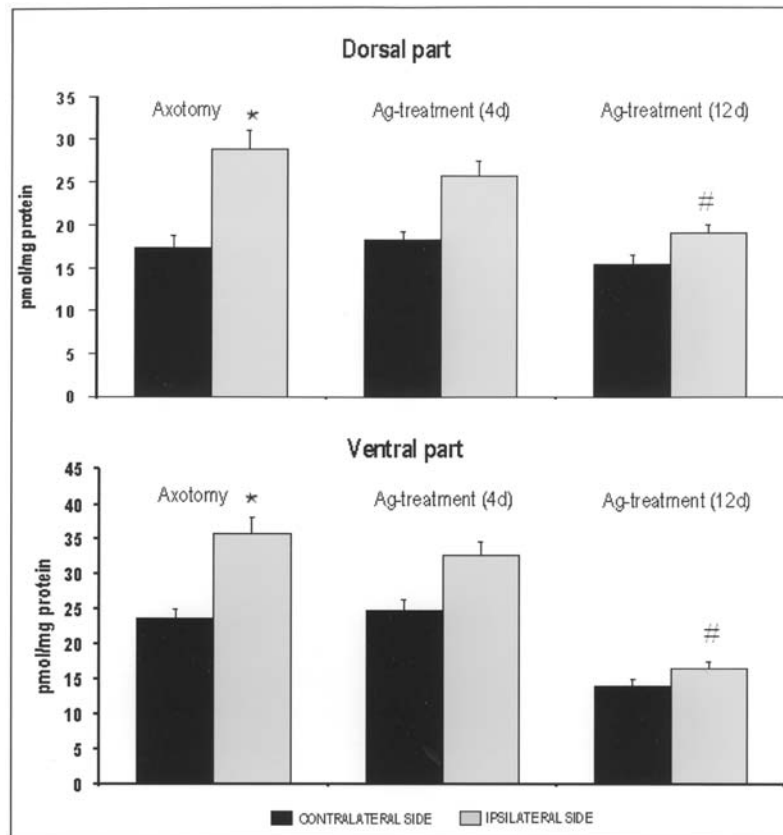 Dorsal part
35
30
25
20
15
10
5
0
pmol/mg protein
Axotomy
*
Ag-treatment (4d)
Ag-treatment (12d)
#
Ventral part
45
40
35
30
25
20
15
10
5
0
pmol/mg protein
Axotomy
*
Ag-treatment (4d)
Ag-treatment (12d)
#
CONTRALATERAL SIDE IPSILATERAL SIDE